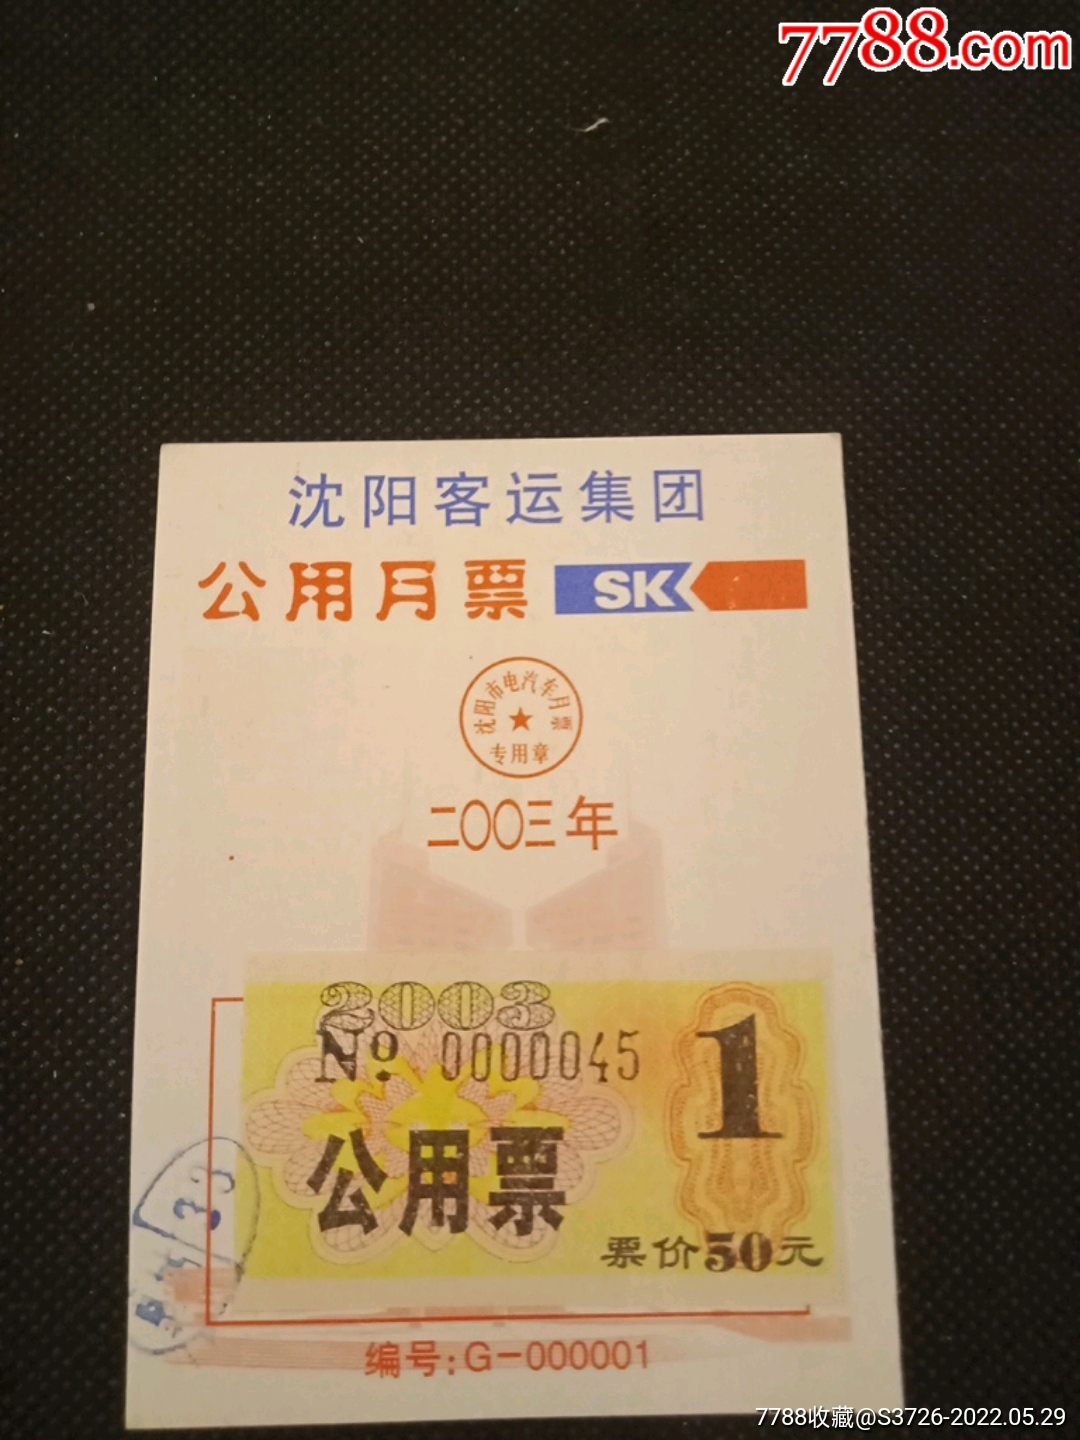 7788.com
沈阳客运集团
公用月票 SK
沈阳市电汽车月票
专用章
二〇〇三年
2003
№ 0000045
1
公用票
票价50元
编号:G-000001
7788收藏@S3726-2022.05.29